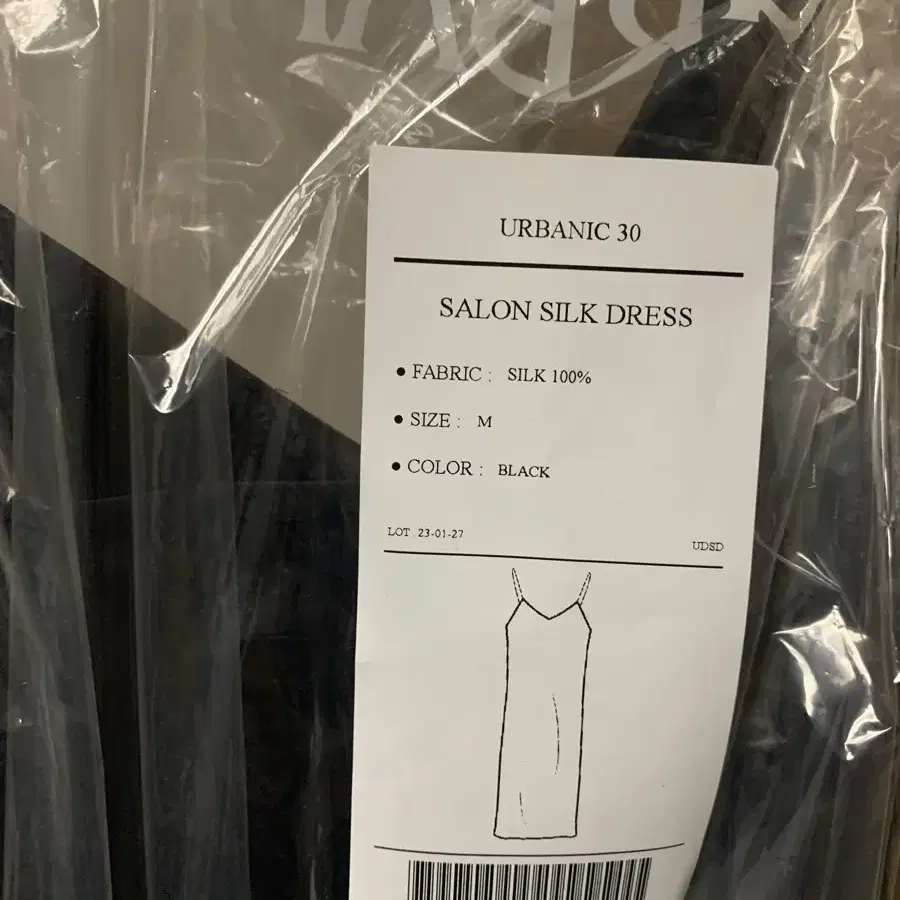 URBANIC 30
SALON SILK DRESS
● FABRIC : SILK 100%
● SIZE : M
● COLOR : BLACK
LOT 23-01-27
UDSD